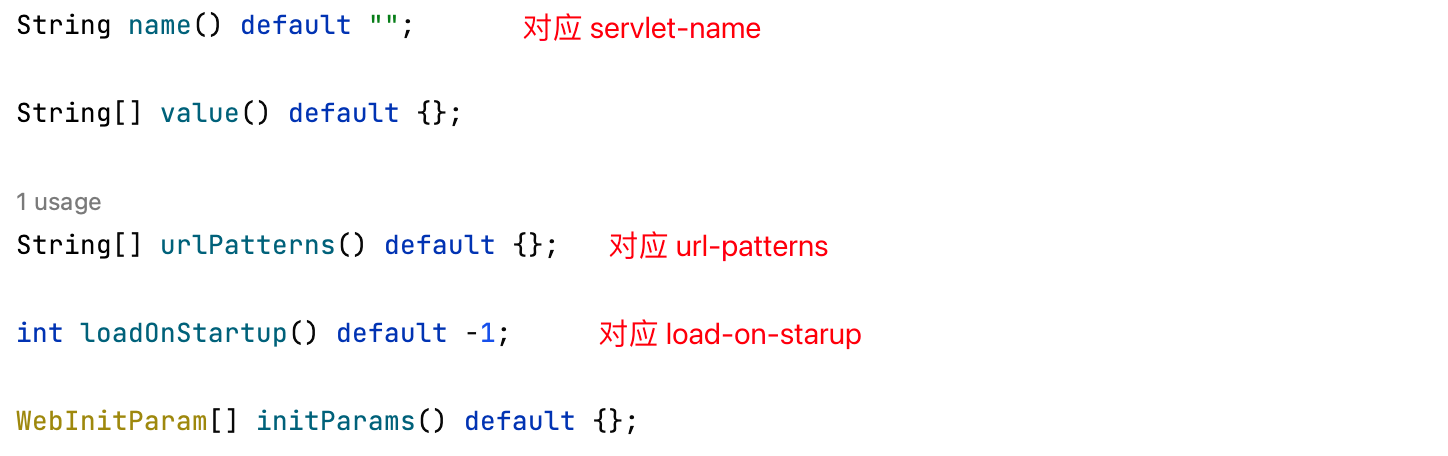 String name() default "";    对应 servlet-name
String[] value() default {};
1 usage
String[] urlPatterns() default {};    对应 url-patterns
int loadOnStartup() default -1;    对应 load-on-starup
WebInitParam[] initParams() default {};